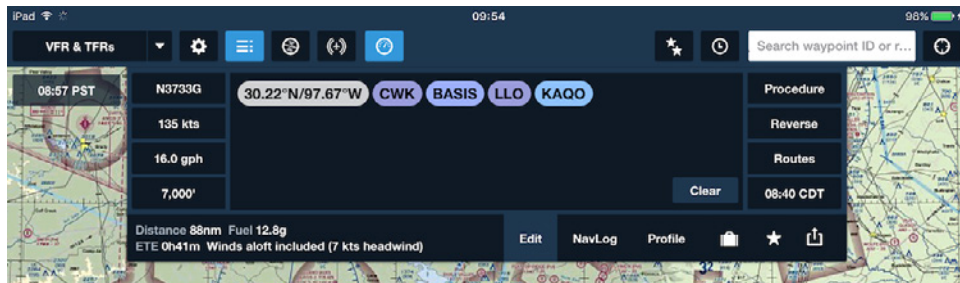 iPad 09:54 98%
VFR & TFRs Search waypoint ID or r...
08:57 PST N3733G 30.22°N/97.67°W CWK BASIS LLO KAQO Procedure
135 kts Reverse
16.0 gph Routes
7,000' Clear 08:40 CDT
Distance 88nm Fuel 12.8g
ETE 0h41m Winds aloft included (7 kts headwind) Edit NavLog Profile